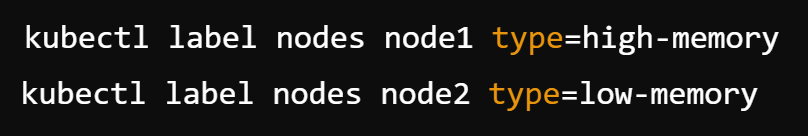 kubectl label nodes node1 type=high-memory
kubectl label nodes node2 type=low-memory